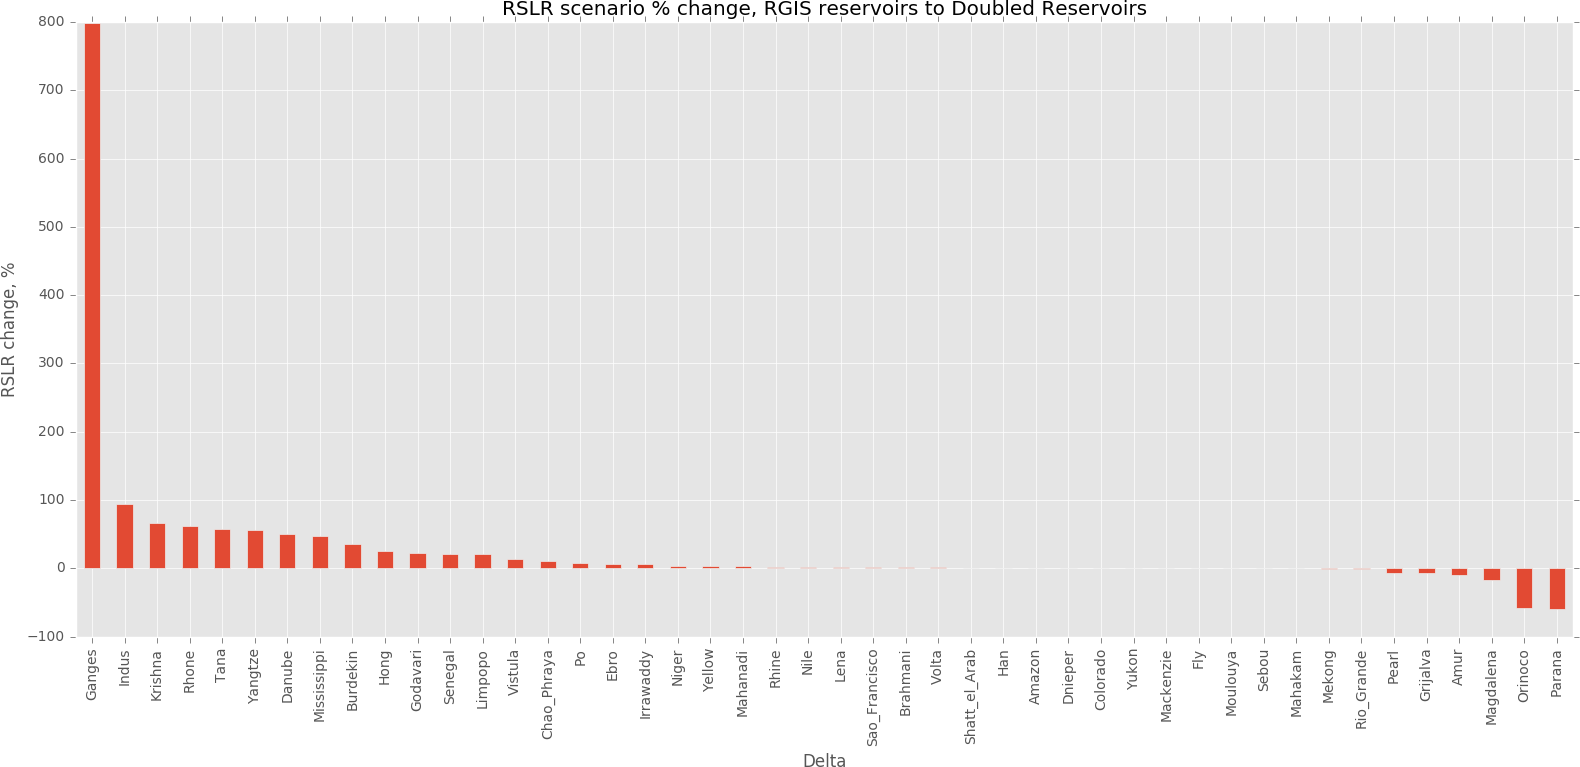 RSLR scenario % change, RGIS reservoirs to Doubled Reservoirs
800
700
600
500
400
300
200
100
0
−100
RSLR change, %
Ganges
Indus
Krishna
Rhone
Tana
Yangtze
Danube
Mississippi
Burdekin
Hong
Godavari
Senegal
Limpopo
Vistula
Chao_Phraya
Po
Ebro
Irrawaddy
Niger
Yellow
Mahanadi
Rhine
Nile
Lena
Sao_Francisco
Brahmani
Volta
Shatt_el_Arab
Han
Amazon
Dnieper
Colorado
Yukon
Mackenzie
Fly
Moulouya
Sebou
Mahakam
Mekong
Rio_Grande
Pearl
Grijalva
Amur
Magdalena
Orinoco
Parana
Delta